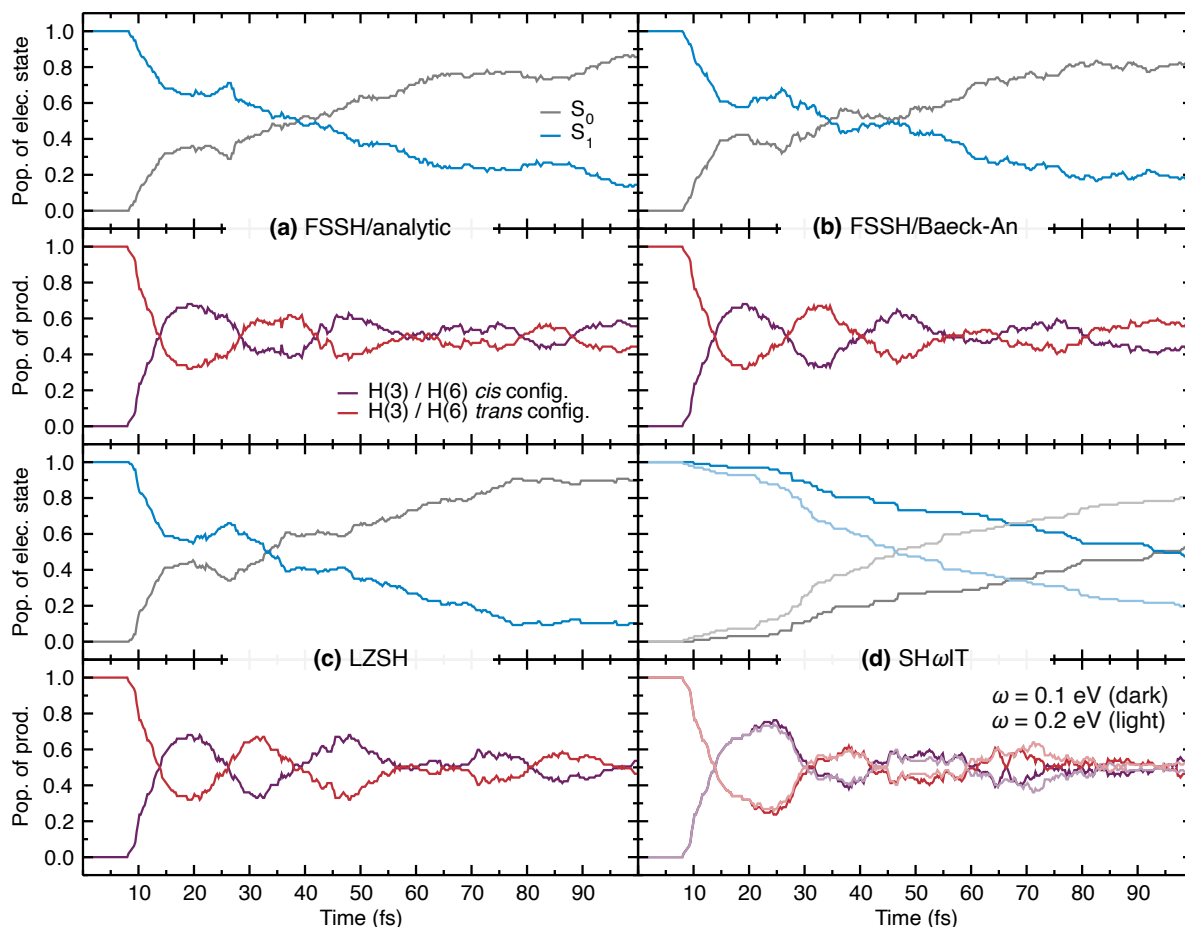 Pop. of elec. state
1.0
0.8
0.6
0.4
0.2
0.0
S0
S1
(a) FSSH/analytic
(b) FSSH/Baeck-An
Pop. of prod.
1.0
0.8
0.6
0.4
0.2
0.0
H(3) / H(6) cis config.
H(3) / H(6) trans config.
Pop. of elec. state
1.0
0.8
0.6
0.4
0.2
0.0
(c) LZSH
(d) SHωIT
Pop. of prod.
1.0
0.8
0.6
0.4
0.2
0.0
ω = 0.1 eV (dark)
ω = 0.2 eV (light)
10 20 30 40 50 60 70 80 90
10 20 30 40 50 60 70 80 90
Time (fs)
Time (fs)